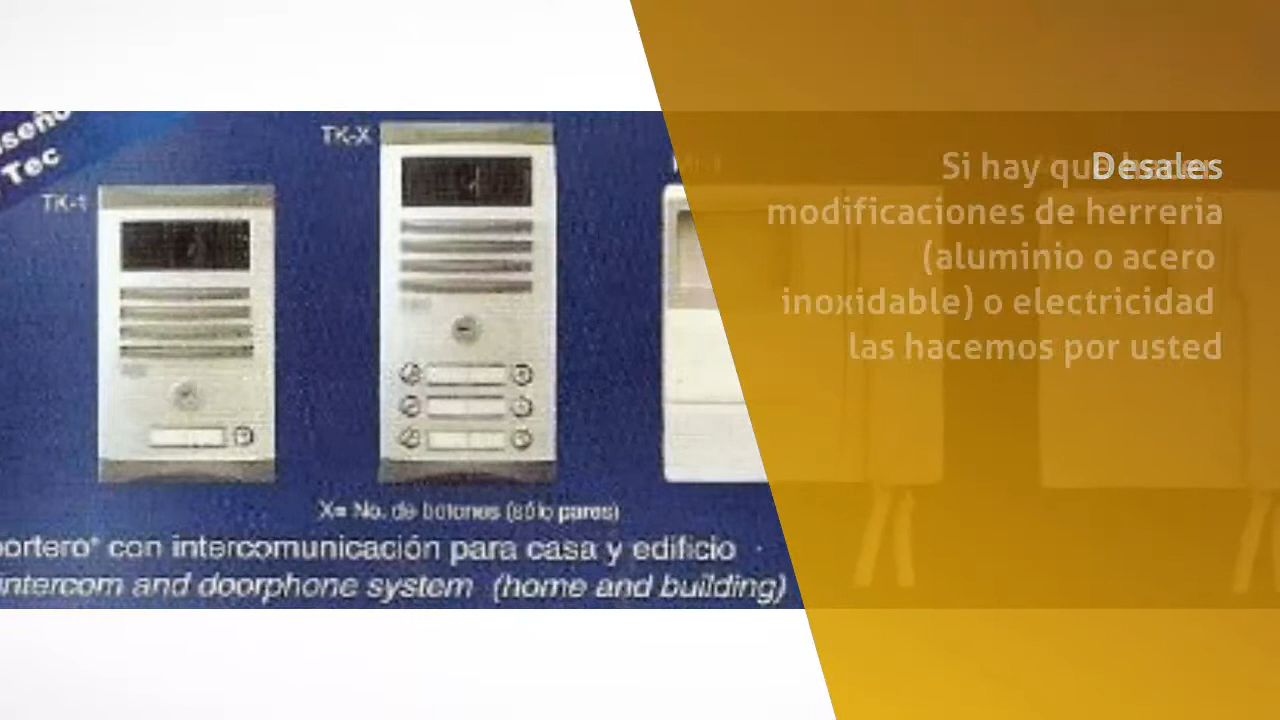 seño
Tec
TK-1
TK-X
X= No. de botones (sólo pares)
portero" con intercomunicación para casa y edificio
intercom and doorphone system (home and building)
Desales
Si hay que hacer
modificaciones de herreria
(aluminio o acero
inoxidable) o electricidad
las hacemos por usted